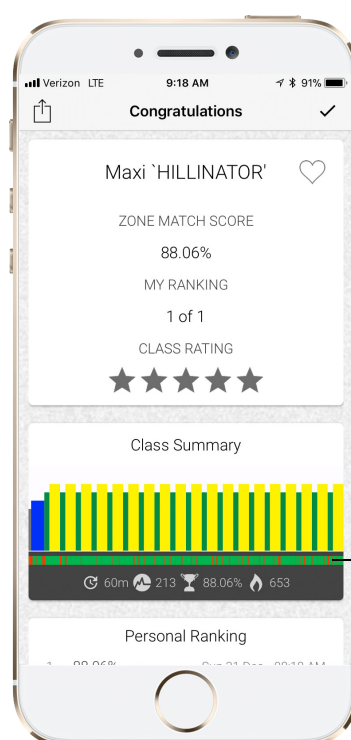 Verizon LTE 9:18 AM 91%
Congratulations
Maxi `HILLINATOR'
ZONE MATCH SCORE
88.06%
MY RANKING
1 of 1
CLASS RATING
Class Summary
60m 213 88.06% 653
Personal Ranking